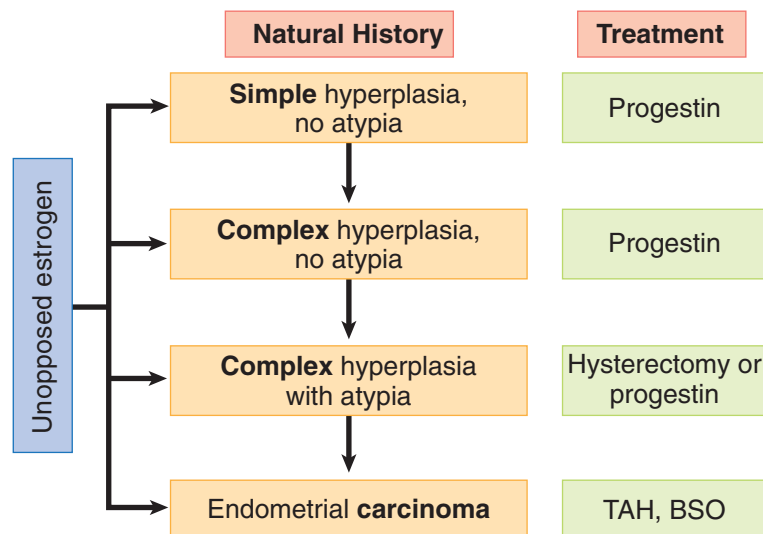 Natural History
Treatment
Unopposed estrogen
Simple hyperplasia,
no atypia
Progestin
Complex hyperplasia,
no atypia
Progestin
Complex hyperplasia
with atypia
Hysterectomy or
progestin
Endometrial carcinoma
TAH, BSO